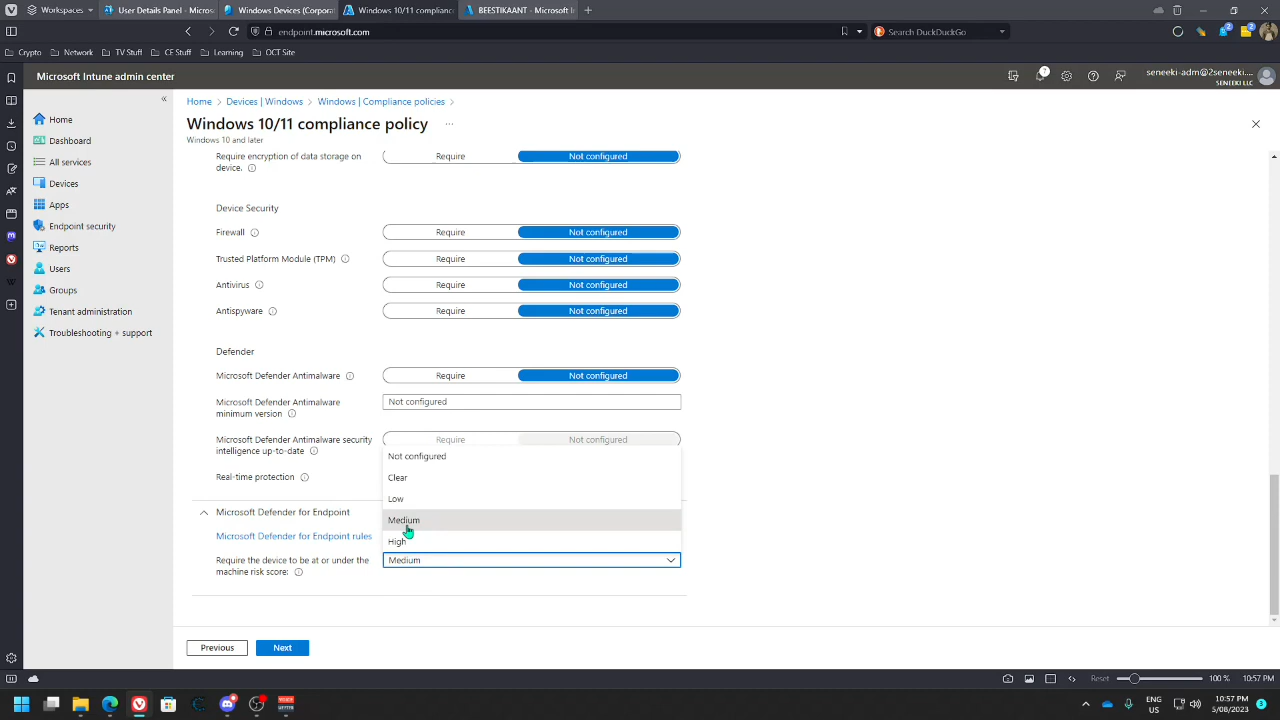 Workspaces
User Details Panel - Micros
Windows Devices (Corporat
Windows 10/11 complianc
BEESTIKAANT - Microsoft In
endpoint.microsoft.com
Search DuckDuckGo
Crypto
Network
TV Stuff
CE Stuff
Learning
OCT Site
Microsoft Intune admin center
seneeki-adm@2seneeki....
SENEEKI LLC
Home > Devices | Windows > Windows | Compliance policies >
Windows 10/11 compliance policy ...
Windows 10 and later
Home
Dashboard
All services
Devices
Apps
Endpoint security
Reports
Users
Groups
Tenant administration
Troubleshooting + support
Require encryption of data storage on
device.
Require
Not configured
Device Security
Firewall
Require
Not configured
Trusted Platform Module (TPM)
Require
Not configured
Antivirus
Require
Not configured
Antispyware
Require
Not configured
Defender
Microsoft Defender Antimalware
Require
Not configured
Microsoft Defender Antimalware
minimum version
Not configured
Microsoft Defender Antimalware security
intelligence up-to-date
Require
Not configured
Real-time protection
Not configured
Clear
Low
Medium
High
Microsoft Defender for Endpoint
Microsoft Defender for Endpoint rules
Require the device to be at or under the
machine risk score:
Medium
Previous
Next
Reset
100 %
10:57 PM
ENG
US
10:57 PM
5/08/2023
3